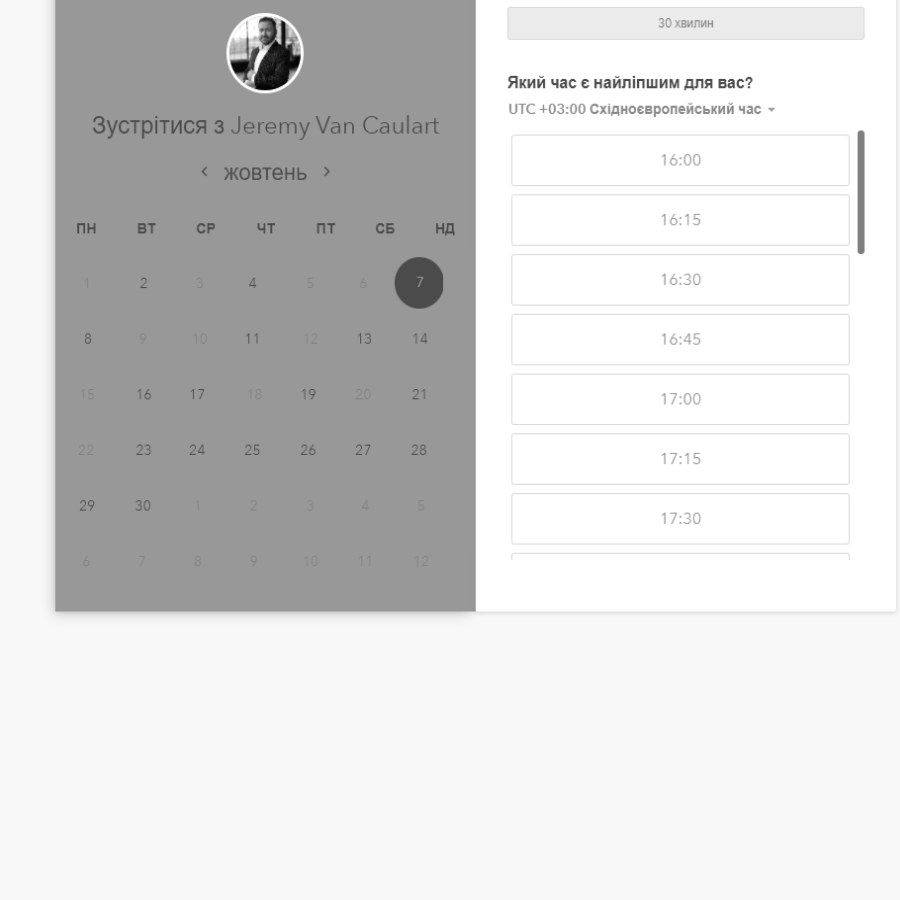 Зустрітися з Jeremy Van Caulart
‹ жовтень ›
ПН ВТ СР ЧТ ПТ СБ НД
1 2 3 4 5 6 7
8 9 10 11 12 13 14
15 16 17 18 19 20 21
22 23 24 25 26 27 28
29 30 1 2 3 4 5
6 7 8 9 10 11 12
30 хвилин
Який час є найліпшим для вас?
UTC +03:00 Східноєвропейський час
16:00
16:15
16:30
16:45
17:00
17:15
17:30